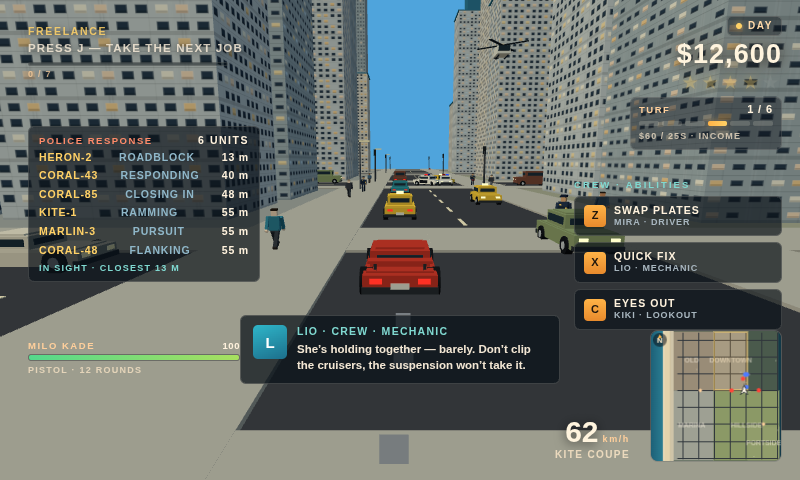 FREELANCE
PRESS J — TAKE THE NEXT JOB
0 / 7
DAY
$12,600
TURF 1 / 6
$60 / 25S · INCOME
POLICE RESPONSE 6 UNITS
HERON-2 ROADBLOCK 13 m
CORAL-43 RESPONDING 40 m
CORAL-85 CLOSING IN 48 m
KITE-1 RAMMING 55 m
MARLIN-3 PURSUIT 55 m
CORAL-48 FLANKING 55 m
IN SIGHT · CLOSEST 13 M
CREW · ABILITIES
Z SWAP PLATES
MIRA · DRIVER
X QUICK FIX
LIO · MECHANIC
C EYES OUT
KIKI · LOOKOUT
MILO KADE 100
PISTOL · 12 ROUNDS
L LIO · CREW · MECHANIC
She's holding together — barely. Don't clip
the cruisers, the suspension won't take it.
62 km/h
KITE COUPE
N
OLD DOWNTOWN